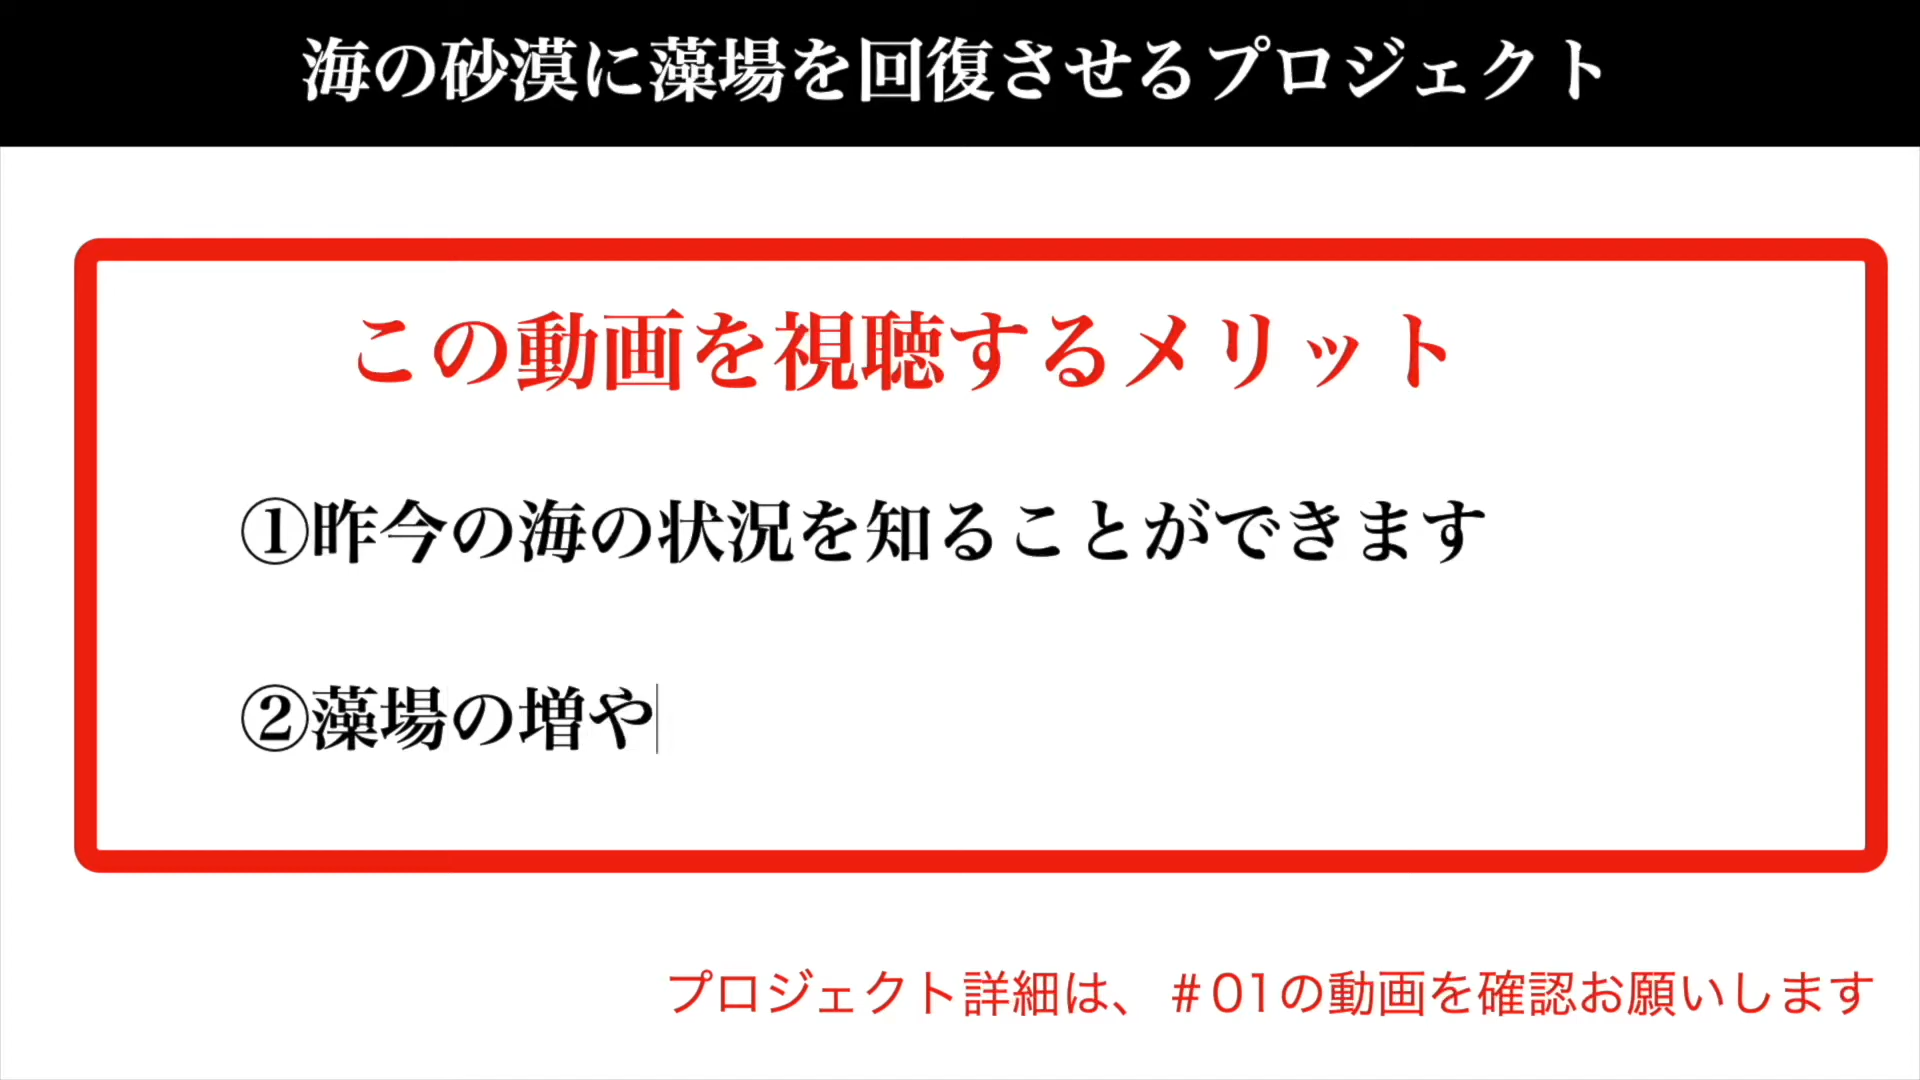 海の砂漠に藻場を回復させるプロジェクト
この動画を視聴するメリット
①昨今の海の状況を知ることができます
②藻場の増や
プロジェクト詳細は、＃01の動画を確認お願いします